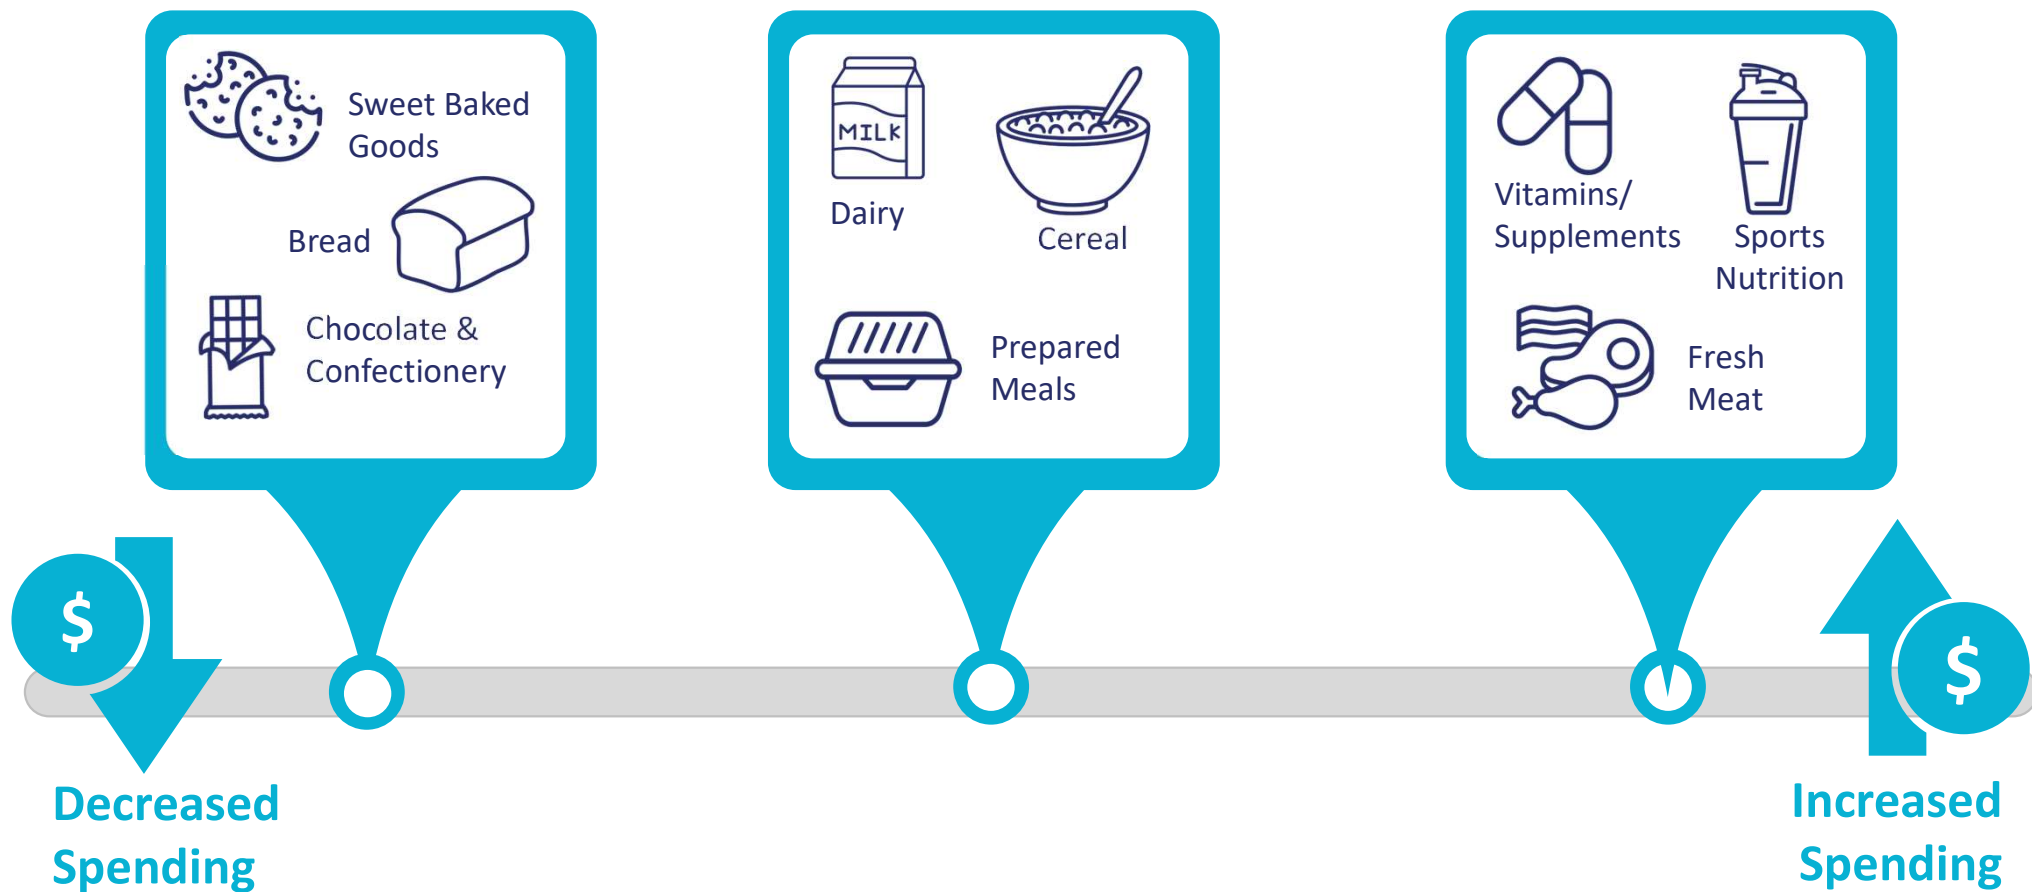 Sweet Baked
Goods
Bread
Chocolate &
Confectionery
MILK
Dairy
Cereal
Prepared
Meals
Vitamins/
Supplements
Sports
Nutrition
Fresh
Meat
$
$
Decreased
Spending
Increased
Spending